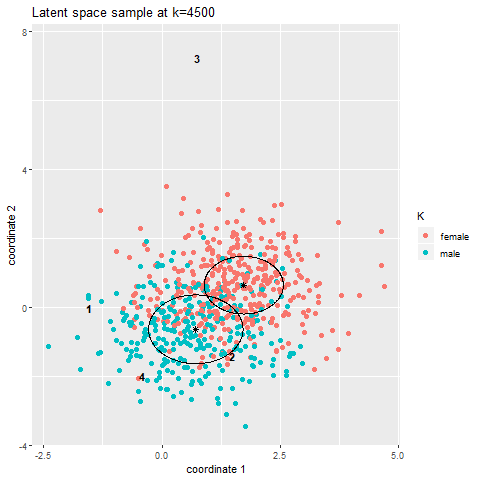 Latent space sample at k=4500
8
3
4
K
female
male
coordinate 2
0
1
2
4
-4
-2.5
0.0
2.5
5.0
coordinate 1